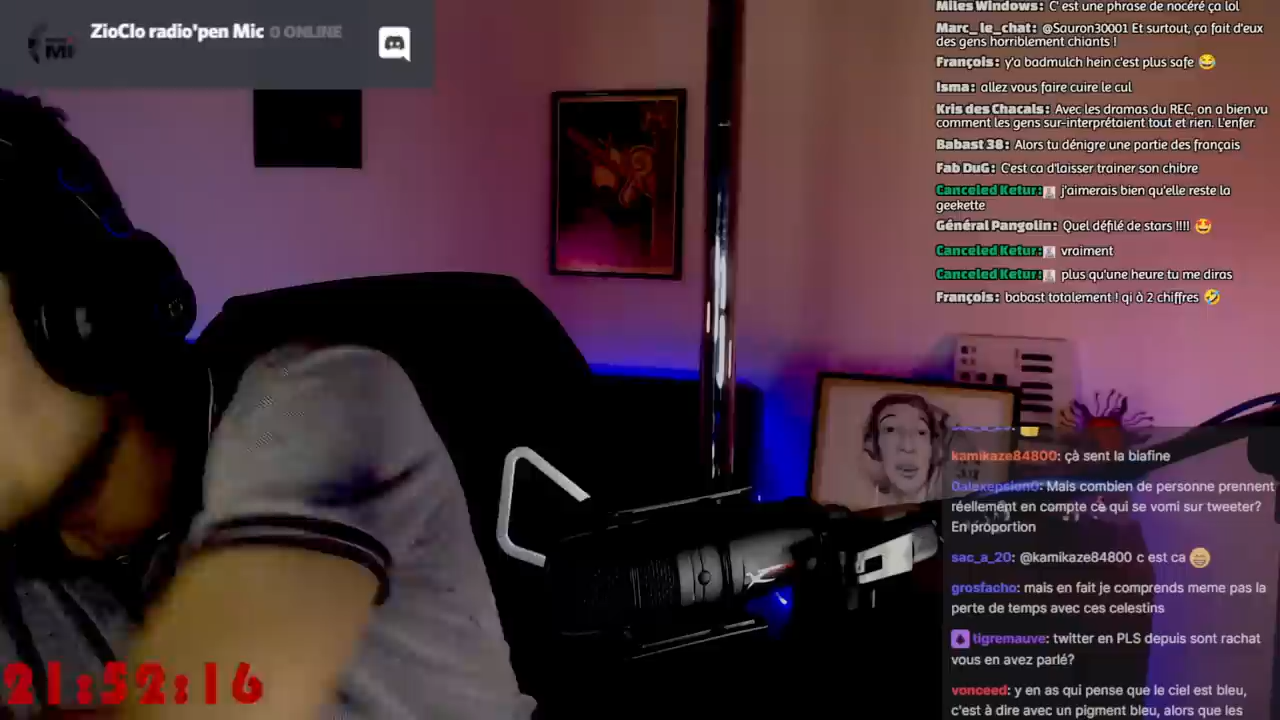 ZioClo radio'pen Mic 0 ONLINE
Miles Windows: C' est une phrase de nocéré ça lol
Marc_le_chat: @Sauron30001 Et surtout, ça fait d'eux
des gens horriblement chiants !
François: y'a badmulch hein c'est plus safe 😂
Isma: allez vous faire cuire le cul
Kris des Chacals: Avec les dramas du REC, on a bien vu
comment les gens sur-interprétaient tout et rien. L'enfer.
Babast 38: Alors tu dénigre une partie des français
Fab DuG: C'est ca d'laisser trainer son chibre
Canceled Ketur: j'aimerais bien qu'elle reste la
geekette
Général Pangolin: Quel défilé de stars !!!! 🤩
Canceled Ketur: vraiment
Canceled Ketur: plus qu'une heure tu me diras
François: babast totalement ! qi à 2 chiffres 🤣
kamikaze84800: çà sent la biafine
0alexepsion0: Mais combien de personne prennent
réellement en compte ce qui se vomi sur tweeter?
En proportion
sac_a_20: @kamikaze84800 c est ca 😁
grosfacho: mais en fait je comprends meme pas la
perte de temps avec ces celestins
tigremauve: twitter en PLS depuis sont rachat
vous en avez parlé?
vonceed: y en as qui pense que le ciel est bleu,
c'est à dire avec un pigment bleu, alors que les
21:52:16